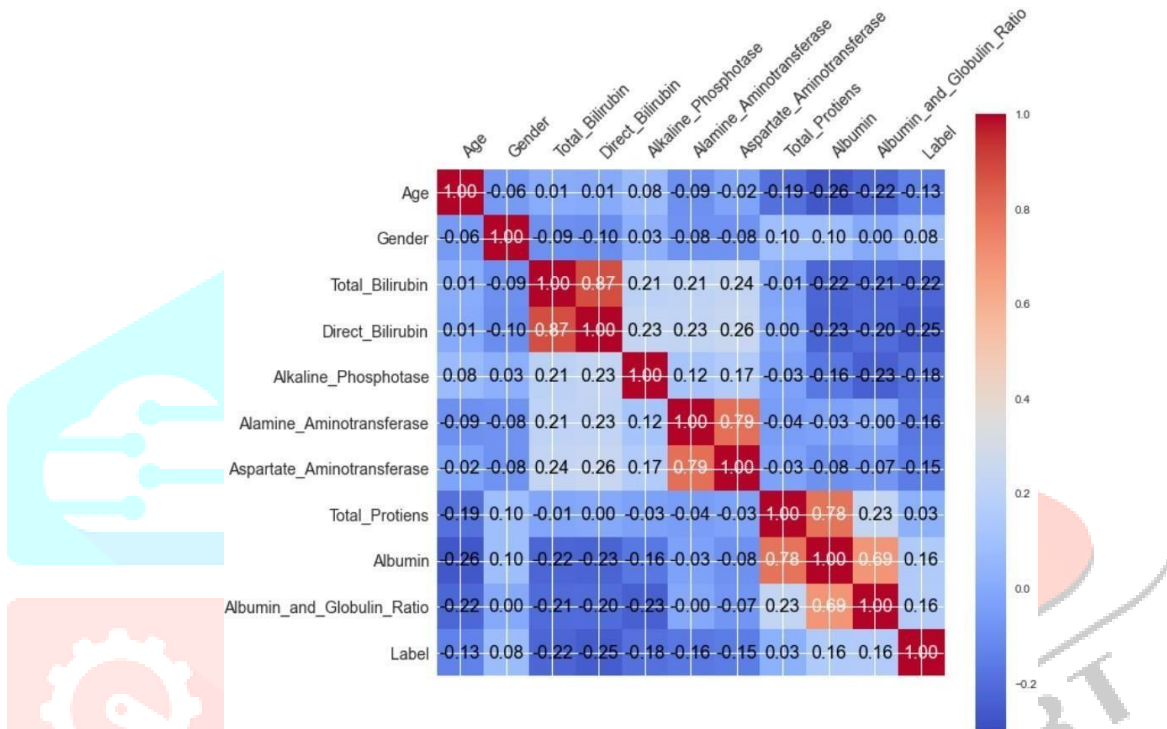 Age
Gender
Total_Bilirubin
Direct_Bilirubin
Alkaline_Phosphotase
Alamine_Aminotransferase
Aspartate_Aminotransferase
Total_Protiens
Albumin
Albumin_and_Globulin_Ratio
Label
Age 1.00 -0.06 0.01 0.01 0.08 -0.09 -0.02 -0.19 -0.26 -0.22 -0.13
Gender -0.06 1.00 -0.09 -0.10 0.03 -0.08 -0.08 0.10 0.10 0.00 0.08
Total_Bilirubin 0.01 -0.09 1.00 0.87 0.21 0.21 0.24 -0.01 -0.22 -0.21 -0.22
Direct_Bilirubin 0.01 -0.10 0.87 1.00 0.23 0.23 0.26 0.00 -0.23 -0.20 -0.25
Alkaline_Phosphotase 0.08 0.03 0.21 0.23 1.00 0.12 0.17 -0.03 -0.16 -0.23 -0.18
Alamine_Aminotransferase -0.09 -0.08 0.21 0.23 0.12 1.00 0.79 -0.04 -0.03 -0.00 -0.16
Aspartate_Aminotransferase -0.02 -0.08 0.24 0.26 0.17 0.79 1.00 -0.03 -0.08 -0.07 -0.15
Total_Protiens -0.19 0.10 -0.01 0.00 -0.03 -0.04 -0.03 1.00 0.78 0.23 0.03
Albumin -0.26 0.10 -0.22 -0.23 -0.16 -0.03 -0.08 0.78 1.00 0.69 0.16
Albumin_and_Globulin_Ratio -0.22 0.00 -0.21 -0.20 -0.23 -0.00 -0.07 0.23 0.69 1.00 0.16
Label -0.13 0.08 -0.22 -0.25 -0.18 -0.16 -0.15 0.03 0.16 0.16 1.00
1.0
0.8
0.6
0.4
0.2
0.0
-0.2